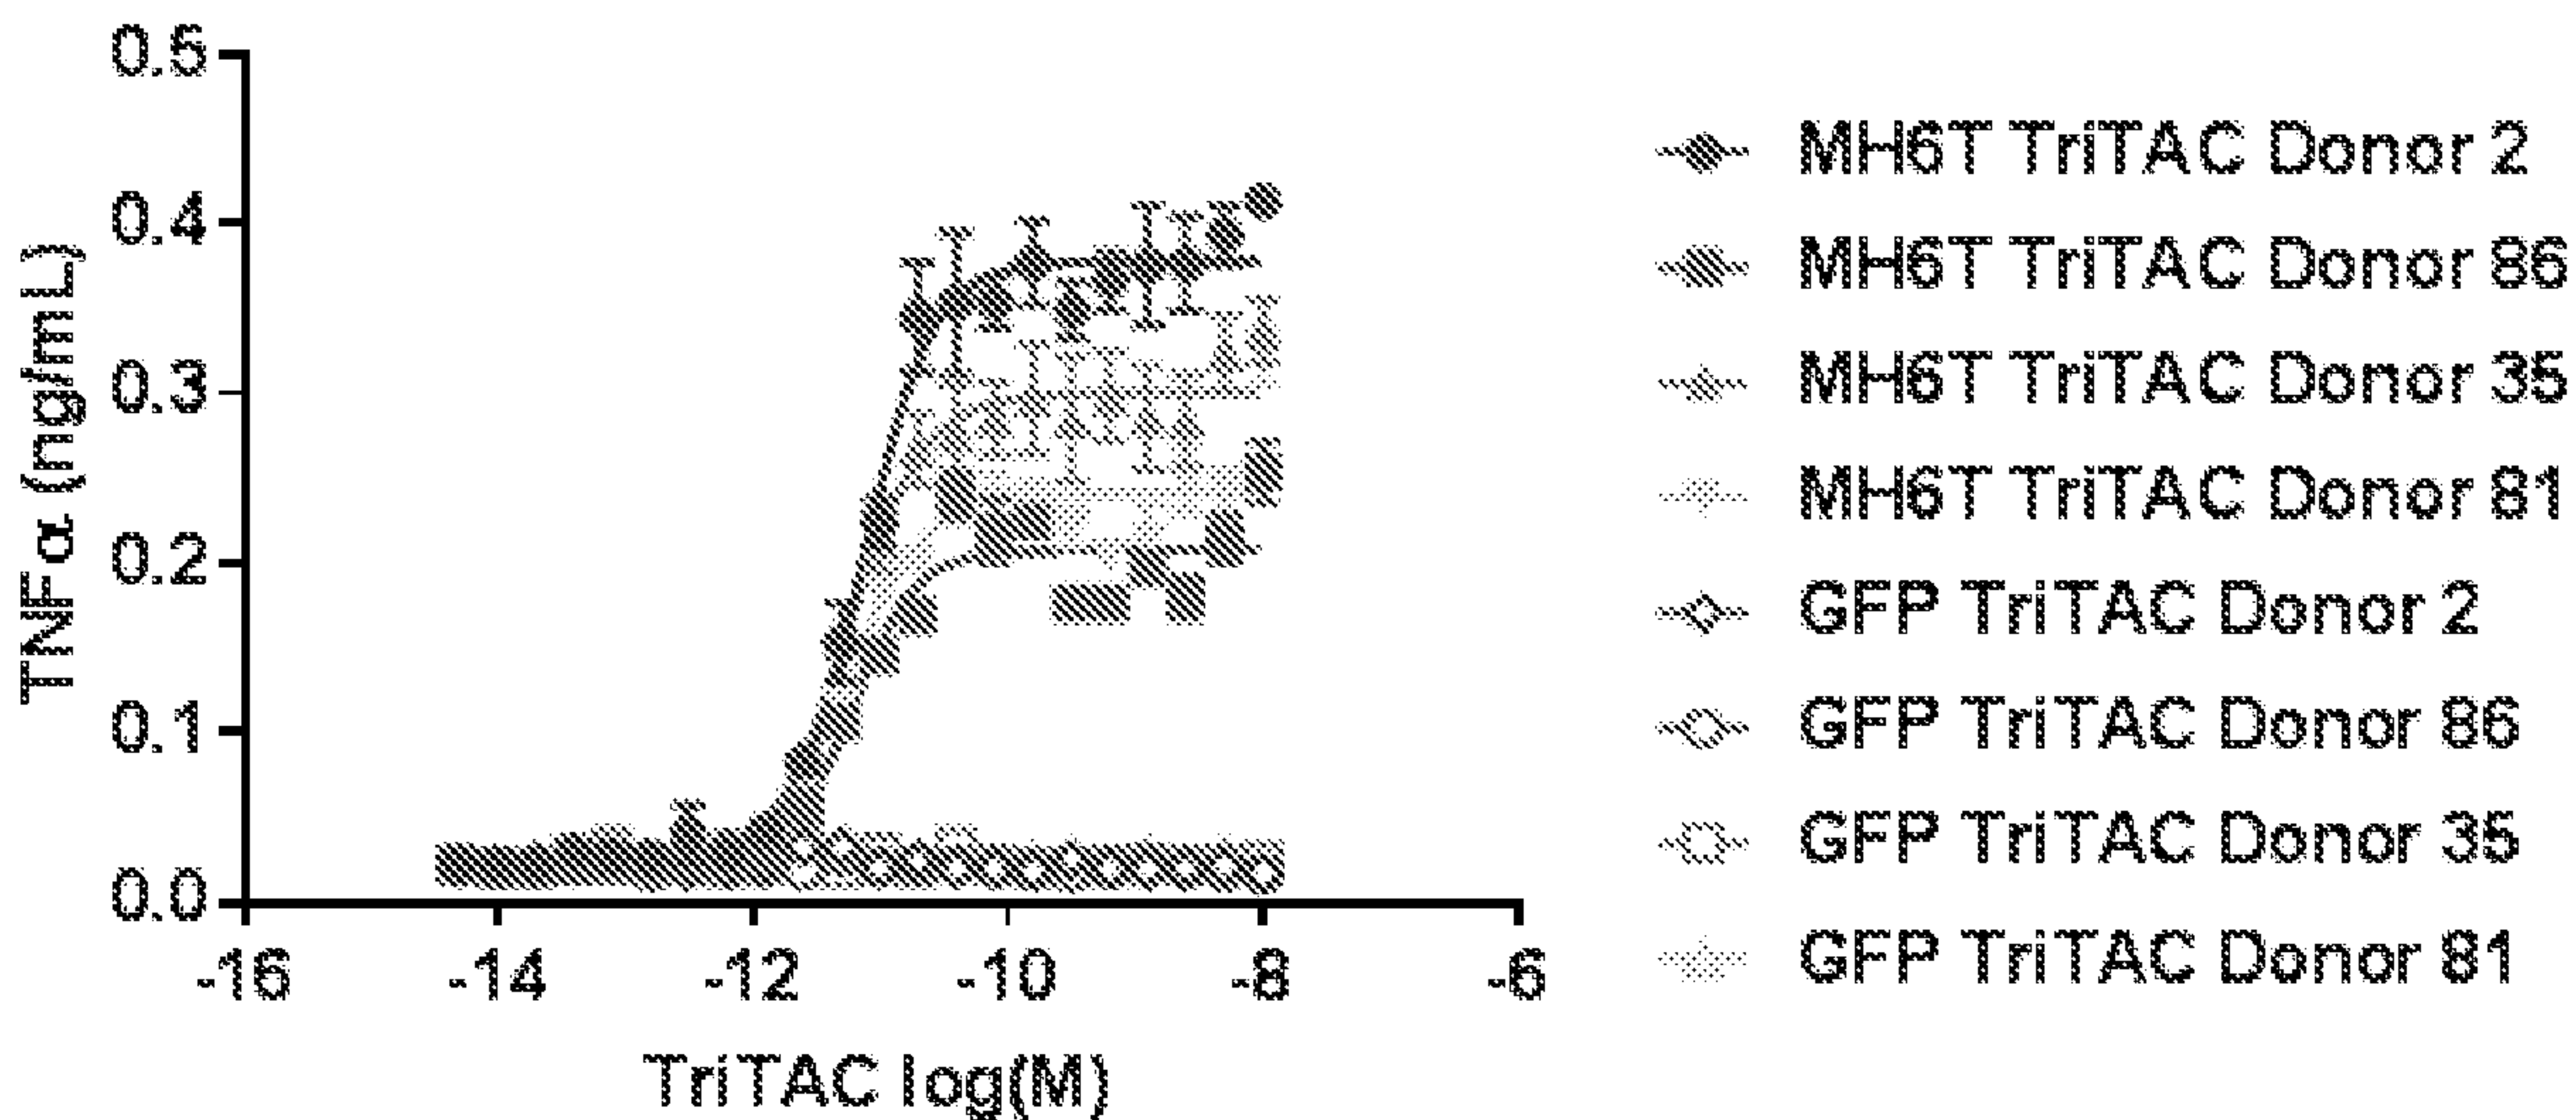 TNFα (ng/mL)
0.5
0.4
0.3
0.2
0.1
0.0
-16
-14
-12
-10
-8
-6
TriTAC log(M)
MH6T TriTAC Donor 2
MH6T TriTAC Donor 86
MH6T TriTAC Donor 35
MH6T TriTAC Donor 81
GFP TriTAC Donor 2
GFP TriTAC Donor 86
GFP TriTAC Donor 35
GFP TriTAC Donor 81